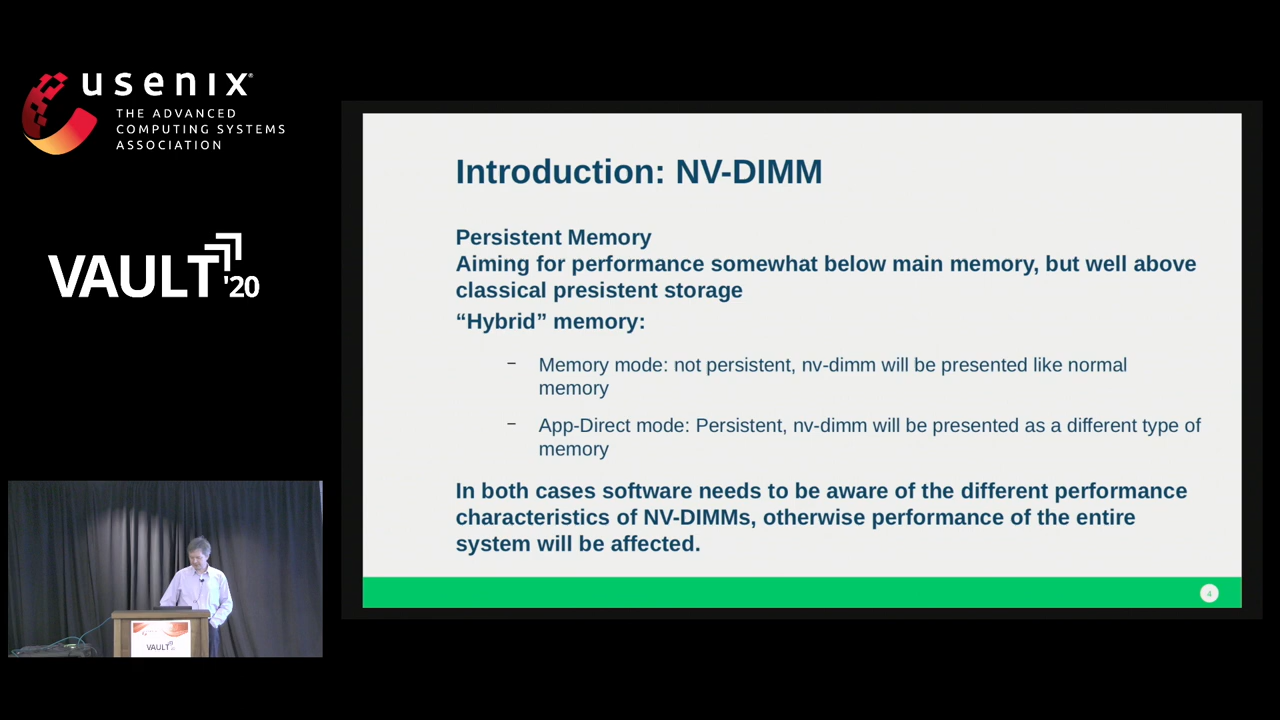 usenix
THE ADVANCED
COMPUTING SYSTEMS
ASSOCIATION
VAULT
'20
Introduction: NV-DIMM
Persistent Memory
Aiming for performance somewhat below main memory, but well above
classical presistent storage
“Hybrid” memory:
– Memory mode: not persistent, nv-dimm will be presented like normal
memory
– App-Direct mode: Persistent, nv-dimm will be presented as a different type of
memory
In both cases software needs to be aware of the different performance
characteristics of NV-DIMMs, otherwise performance of the entire
system will be affected.
4
VAULT